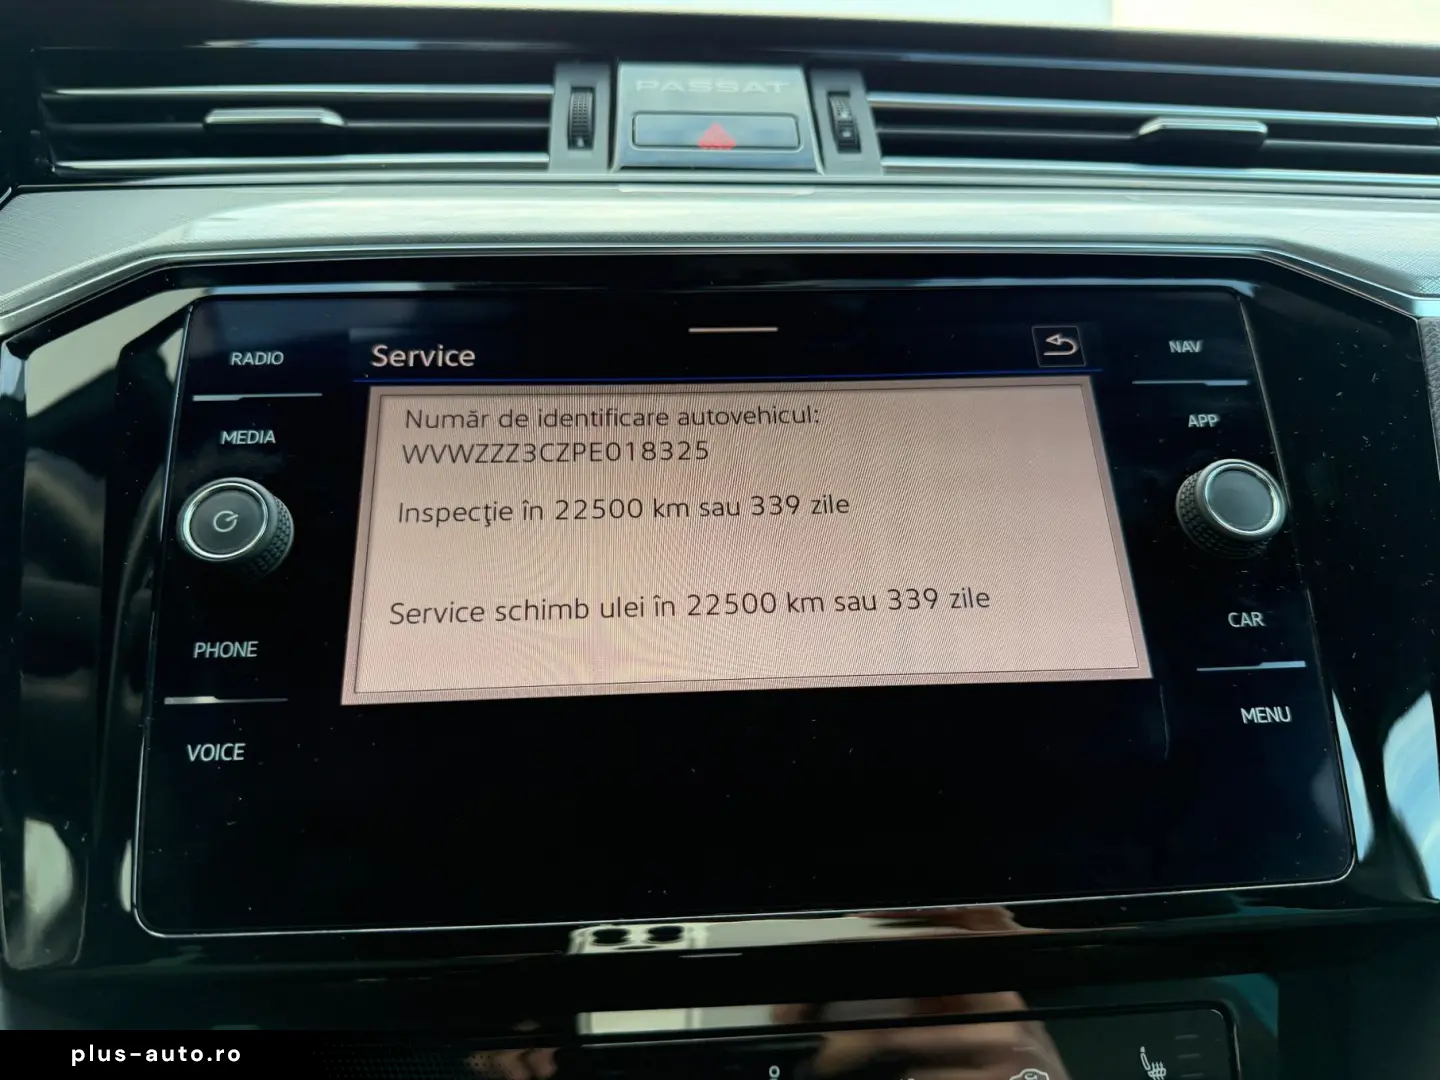 PASSAT
RADIO
MEDIA
PHONE
VOICE
Service
Număr de identificare autovehicul:
WVWZZZ3CZPE018325
Inspecţie în 22500 km sau 339 zile
Service schimb ulei în 22500 km sau 339 zile
NAV
APP
CAR
MENU
plus-auto.ro